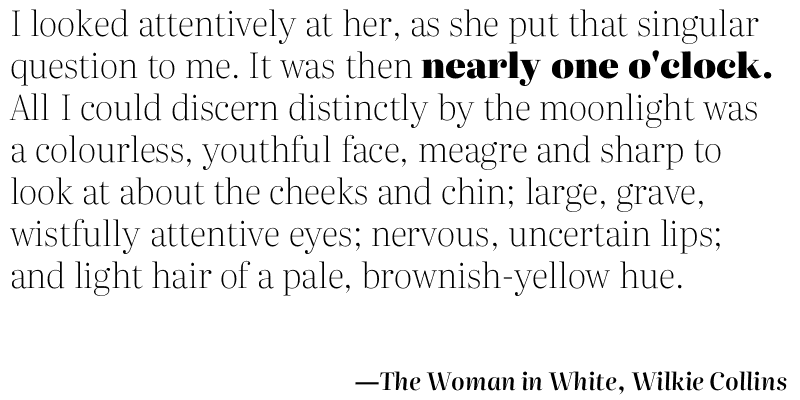 I looked attentively at her, as she put that singular
question to me. It was then nearly one o'clock.
All I could discern distinctly by the moonlight was
a colourless, youthful face, meagre and sharp to
look at about the cheeks and chin; large, grave,
wistfully attentive eyes; nervous, uncertain lips;
and light hair of a pale, brownish-yellow hue.
—The Woman in White, Wilkie Collins